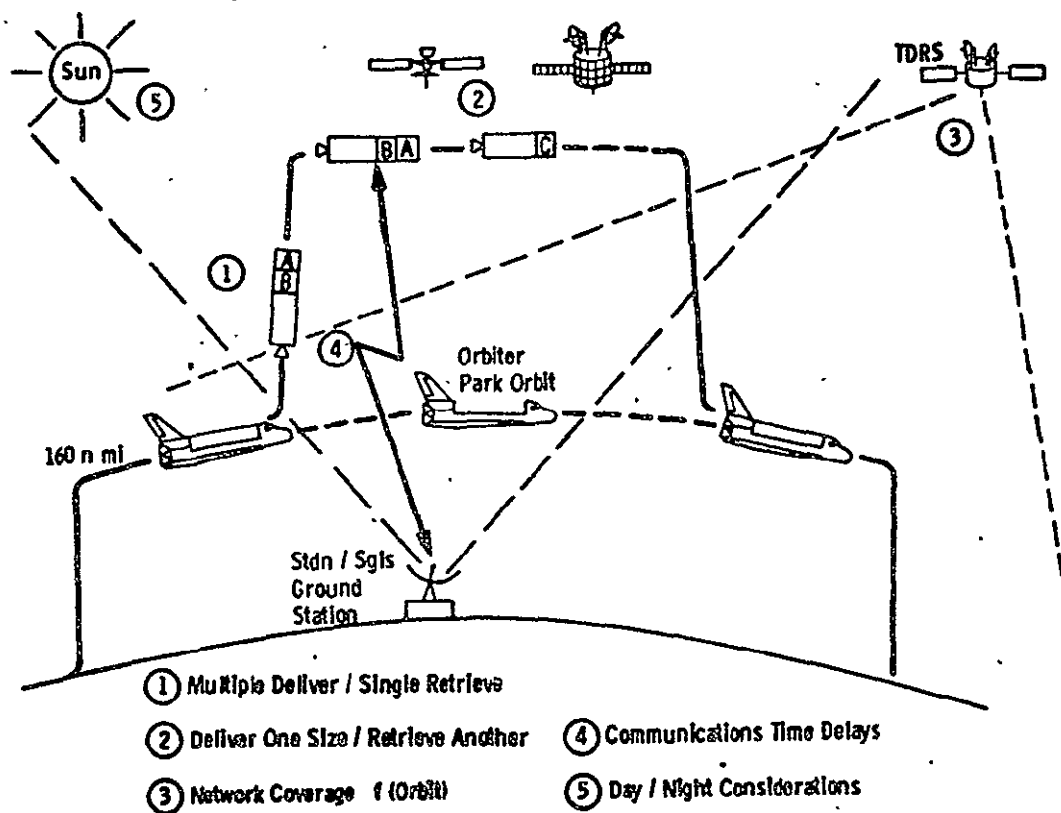 Sun
5
2
TDRS
3
B A
C
1
A
B
4
Orbiter
Park Orbit
160 n mi
Stdn / Sgls
Ground
Station
1 Multiple Deliver / Single Retrieve
2 Deliver One Size / Retrieve Another
3 Network Coverage f (Orbit)
4 Communications Time Delays
5 Day / Night Considerations